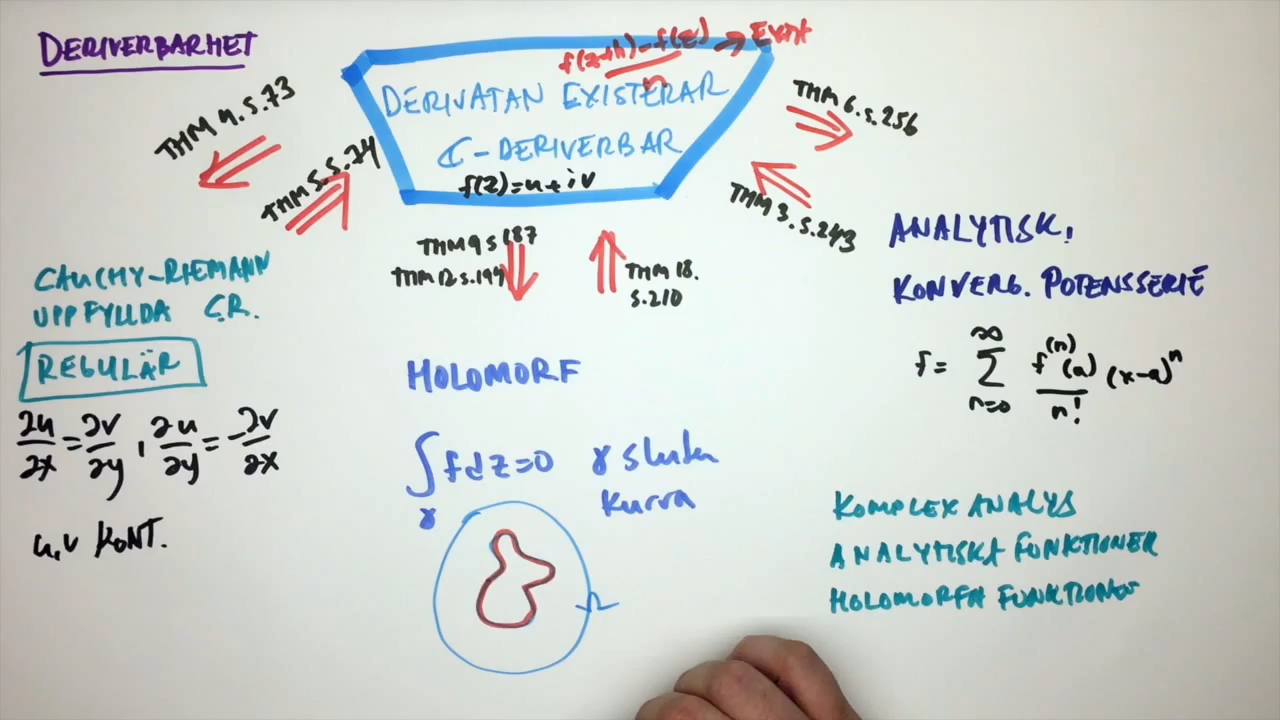 DERIVERBARHET
f(z+h)-f(z) → Exist
h
DERIVATAN EXISTERAR
ℂ-DERIVERBAR
f(z)=u+iv
THM 4. S.73
THM 5. S.74
THM 6. S.256
THM 3. S.243
THM 9 S.187
THM 12 S.194
THM 18.
S.210
CAUCHY-RIEMANN
UPPFYLLDA C.R.
REGULÄR
∂u/∂x = ∂v/∂y , ∂u/∂y = -∂v/∂x
u,v KONT.
HOLOMORF
∫γ f dz = 0 γ sluten
kurva
Ω
ANALYTISK,
KONVERG. POTENSSERIE
f = ∑ n=0 ∞ f^(n)(a)/n! (x-a)^n
KOMPLEX ANALYS
ANALYTISKA FUNKTIONER
HOLOMORFA FUNKTIONER